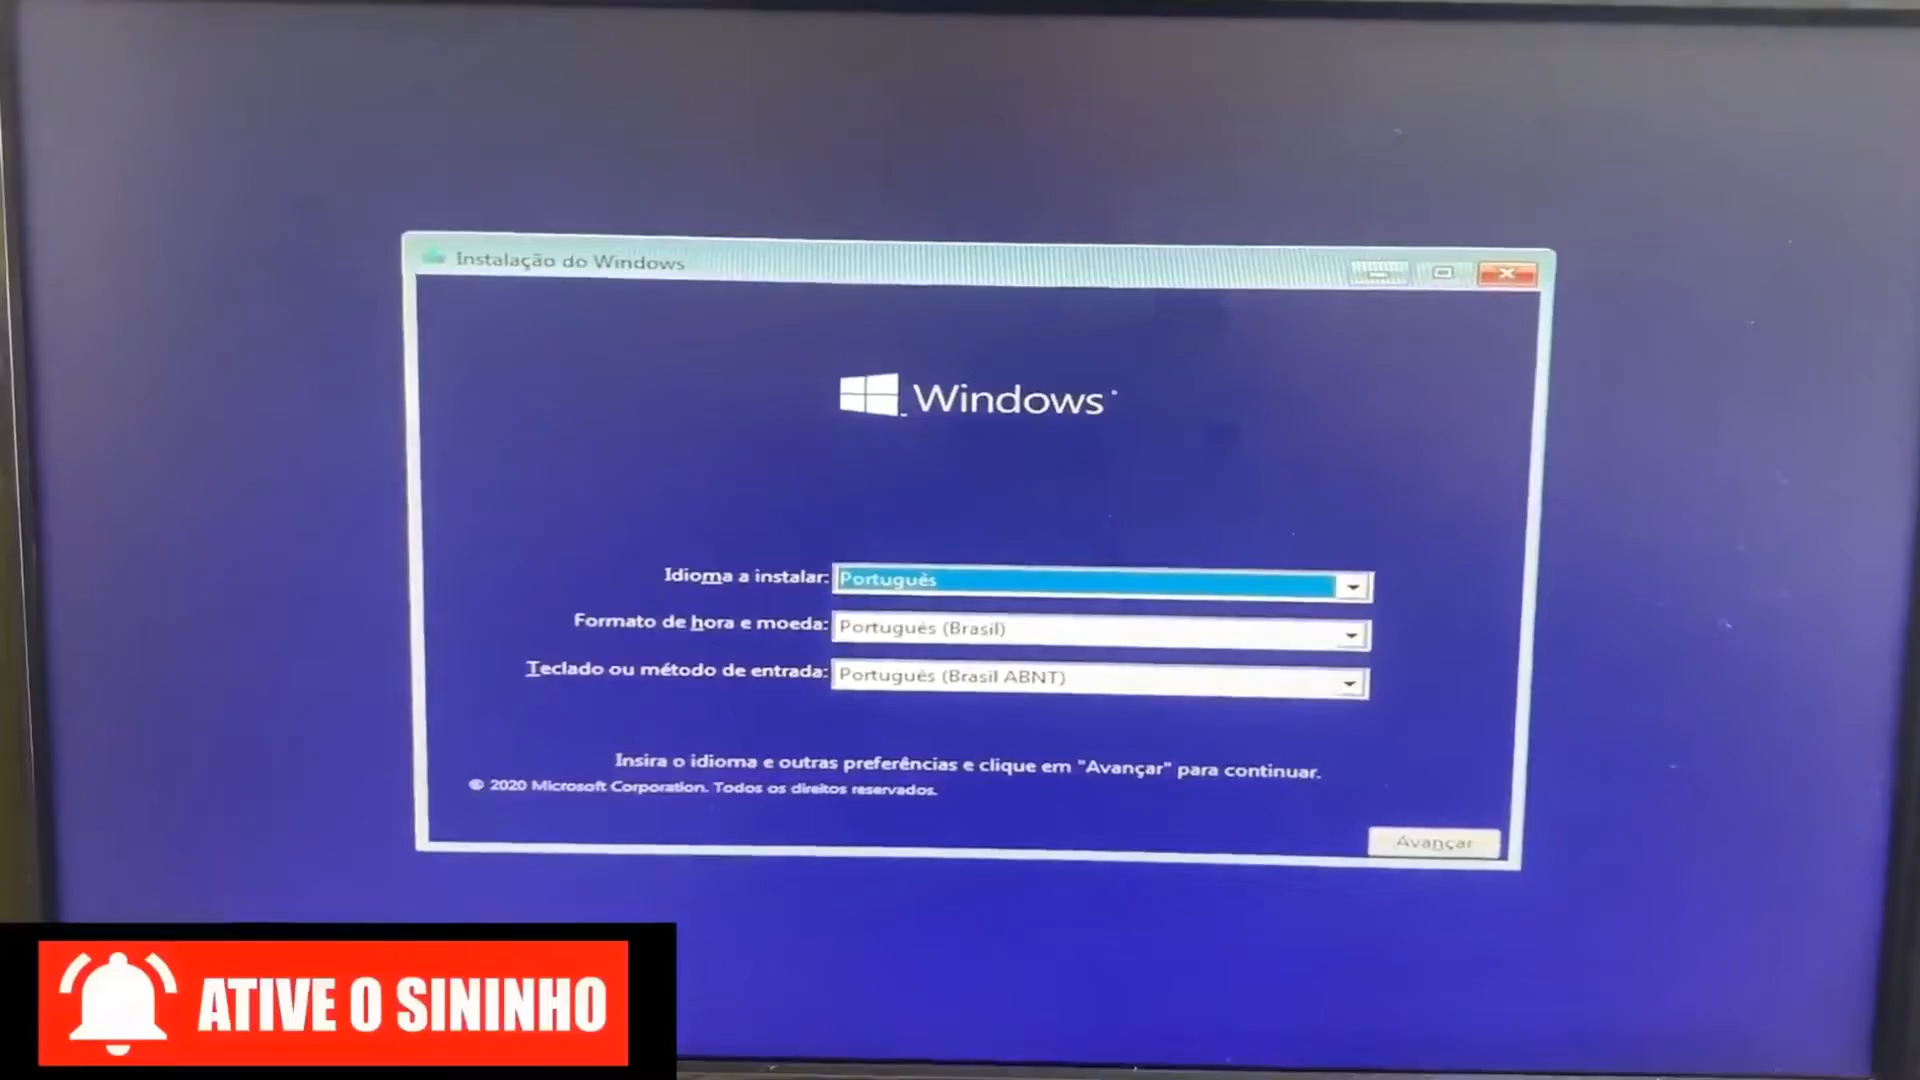 Instalação do Windows
Windows
Idioma a instalar: Português
Formato de hora e moeda: Português (Brasil)
Teclado ou método de entrada: Português (Brasil ABNT)
Insira o idioma e outras preferências e clique em "Avançar" para continuar.
© 2020 Microsoft Corporation. Todos os direitos reservados.
Avançar
ATIVE O SININHO